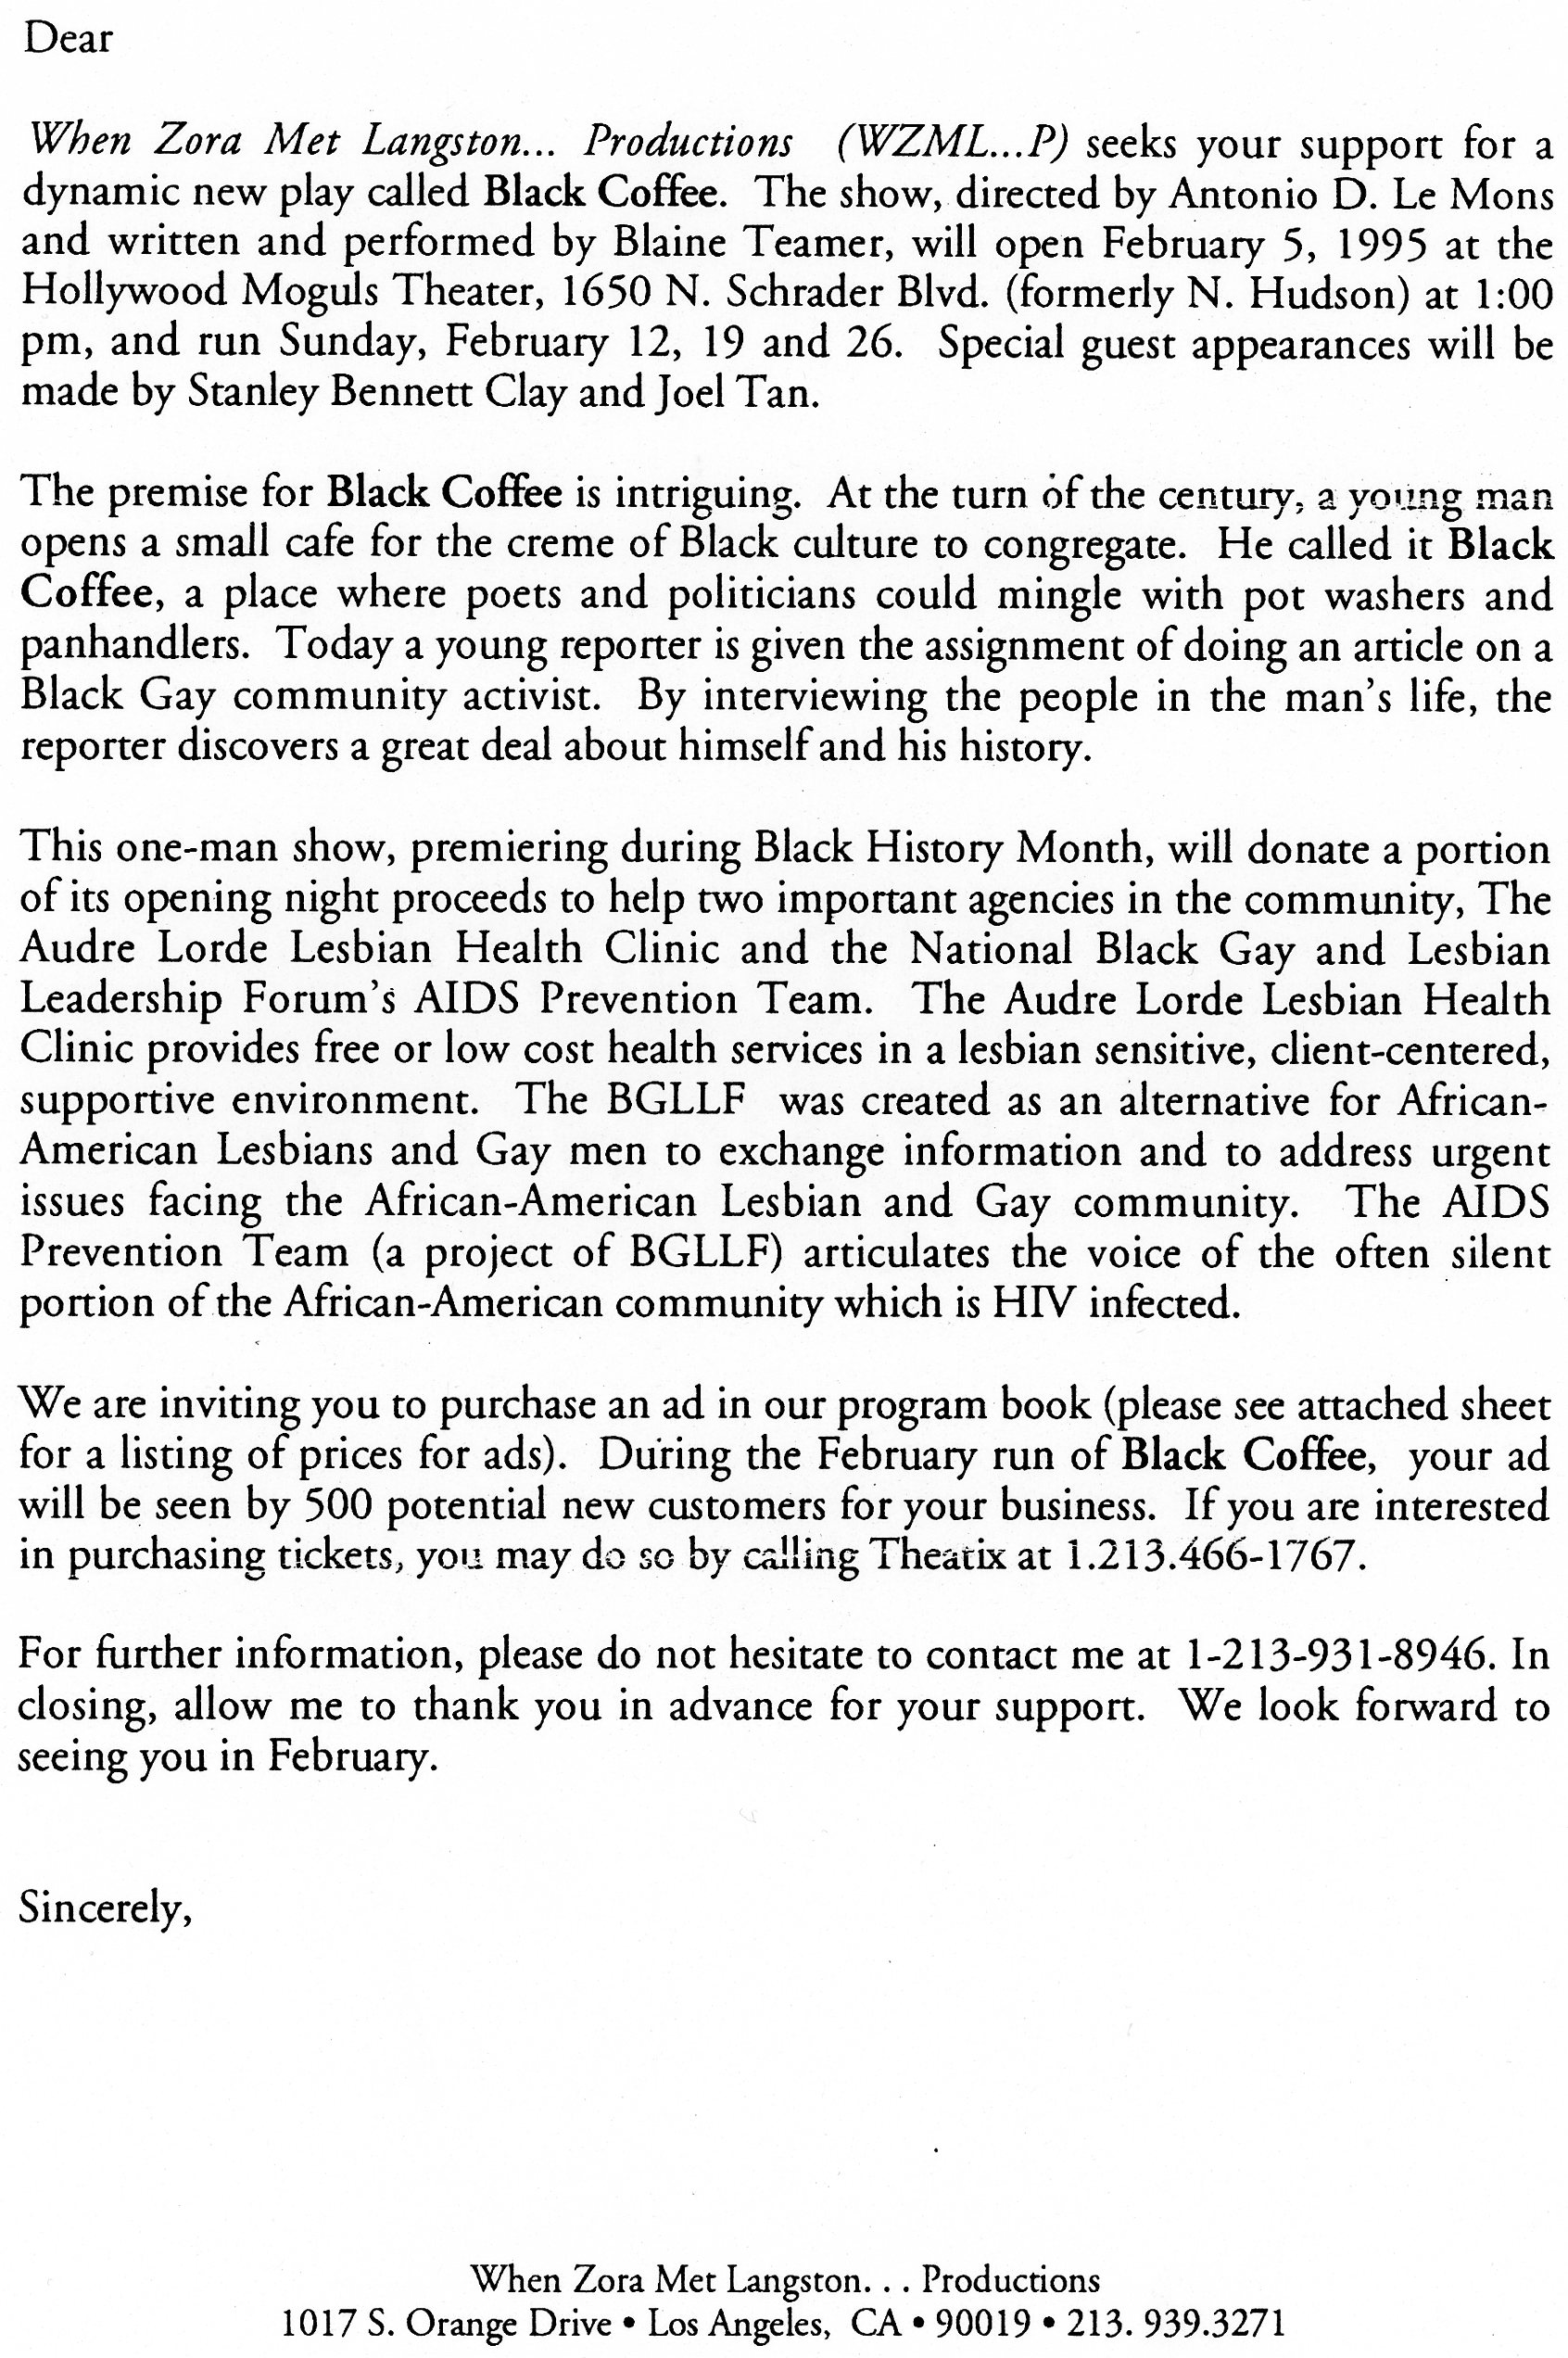 Dear
When Zora Met Langston... Productions (WZML...P) seeks your support for a
dynamic new play called Black Coffee. The show, directed by Antonio D. Le Mons
and written and performed by Blaine Teamer, will open February 5, 1995 at the
Hollywood Moguls Theater, 1650 N. Schrader Blvd. (formerly N. Hudson) at 1:00
pm, and run Sunday, February 12, 19 and 26. Special guest appearances will be
made by Stanley Bennett Clay and Joel Tan.
The premise for Black Coffee is intriguing. At the turn of the century, a young man
opens a small cafe for the creme of Black culture to congregate. He called it Black
Coffee, a place where poets and politicians could mingle with pot washers and
panhandlers. Today a young reporter is given the assignment of doing an article on a
Black Gay community activist. By interviewing the people in the man's life, the
reporter discovers a great deal about himself and his history.
This one-man show, premiering during Black History Month, will donate a portion
of its opening night proceeds to help two important agencies in the community, The
Audre Lorde Lesbian Health Clinic and the National Black Gay and Lesbian
Leadership Forum's AIDS Prevention Team. The Audre Lorde Lesbian Health
Clinic provides free or low cost health services in a lesbian sensitive, client-centered,
supportive environment. The BGLLF was created as an alternative for African-
American Lesbians and Gay men to exchange information and to address urgent
issues facing the African-American Lesbian and Gay community. The AIDS
Prevention Team (a project of BGLLF) articulates the voice of the often silent
portion of the African-American community which is HIV infected.
We are inviting you to purchase an ad in our program book (please see attached sheet
for a listing of prices for ads). During the February run of Black Coffee, your ad
will be seen by 500 potential new customers for your business. If you are interested
in purchasing tickets, you may do so by calling Theatix at 1.213.466-1767.
For further information, please do not hesitate to contact me at 1-213-931-8946. In
closing, allow me to thank you in advance for your support. We look forward to
seeing you in February.
Sincerely,
When Zora Met Langston. . . Productions
1017 S. Orange Drive • Los Angeles, CA • 90019 • 213. 939.3271